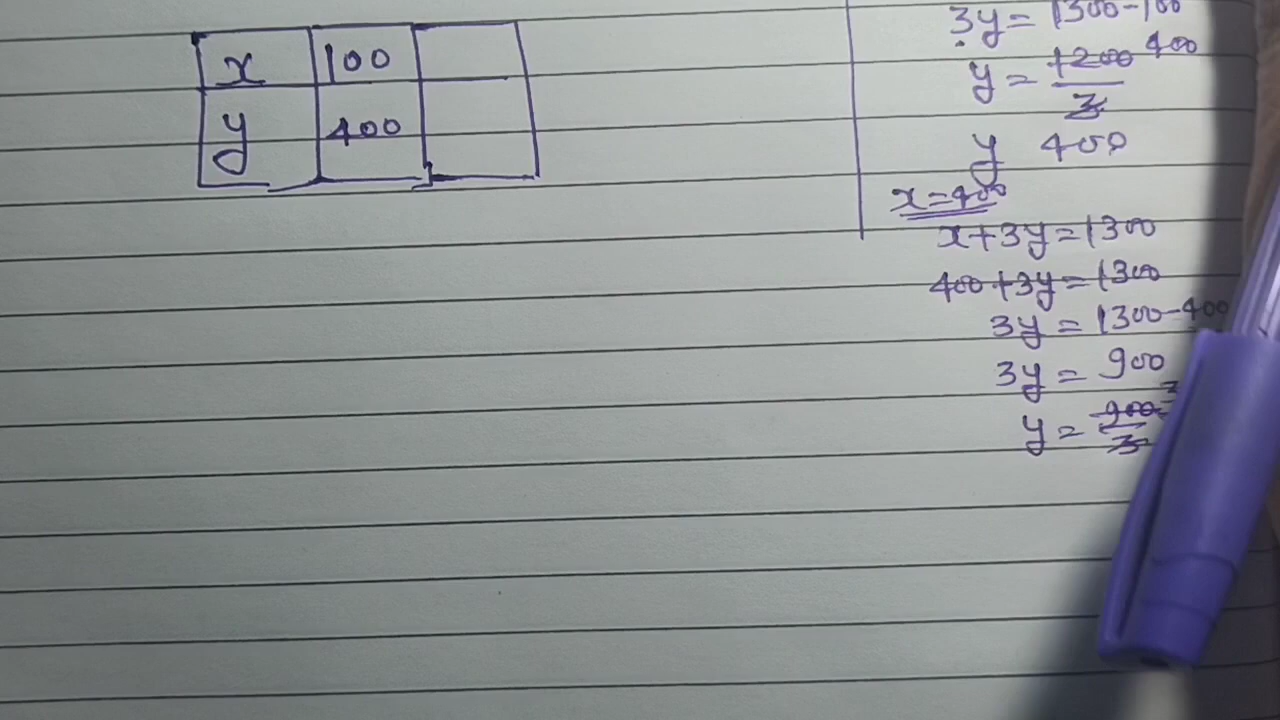 x 100
y 400
3y = 1300-100
y = 1200 400
3
y 400
x=400
x+3y=1300
400+3y=1300
3y = 1300-400
3y = 900
y = 900
3